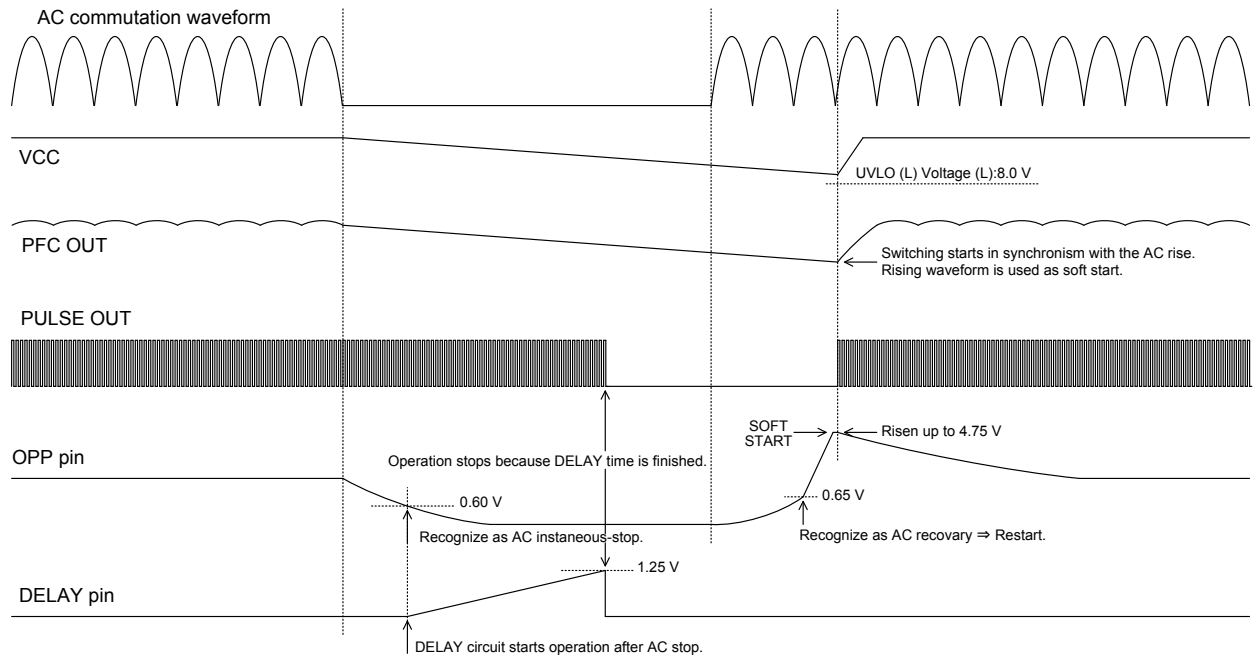 AC commutation waveform
VCC
UVLO (L) Voltage (L):8.0 V
PFC OUT
Switching starts in synchronism with the AC rise.
Rising waveform is used as soft start.
PULSE OUT
SOFT
START
Risen up to 4.75 V
OPP pin
Operation stops because DELAY time is finished.
0.60 V
0.65 V
Recognize as AC instaneous-stop.
Recognize as AC recovery ⇒ Restart.
1.25 V
DELAY pin
DELAY circuit starts operation after AC stop.